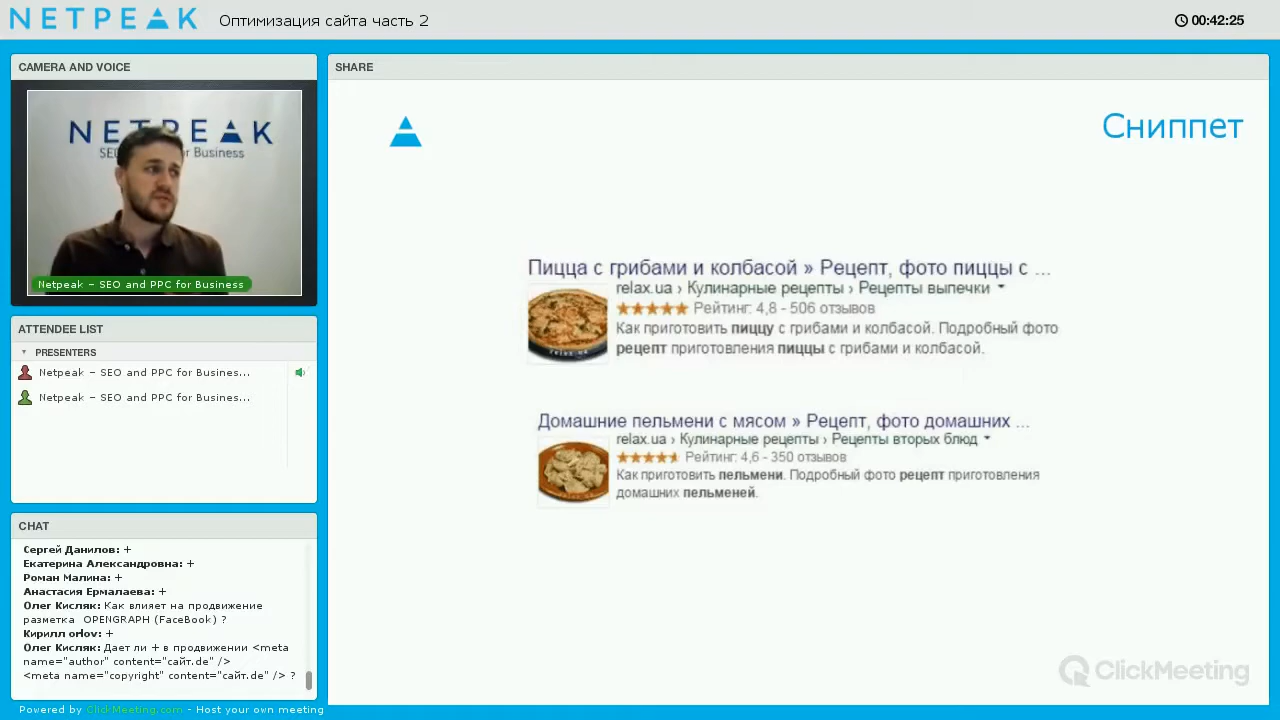 NETPEAK
Оптимизация сайта часть 2
00:42:25
CAMERA AND VOICE
NETPEAK
for Business
Netpeak – SEO and PPC for Business
ATTENDEE LIST
PRESENTERS
Netpeak – SEO and PPC for Busines...
Netpeak – SEO and PPC for Busines...
CHAT
Сергей Данилов: +
Екатерина Александровна: +
Роман Малина: +
Анастасия Ермалаева: +
Олег Кисляк: Как влияет на продвижение
разметка OPENGRAPH (FaceBook) ?
Кирилл orlov: +
Олег Кисляк: Дает ли + в продвижении <meta
name="author" content="сайт.de" />
<meta name="copyright" content="сайт.de" /> ?
Powered by ClickMeeting.com - Host your own meeting
SHARE
Сниппет
Пицца с грибами и колбасой » Рецепт, фото пиццы с ...
relax.ua › Кулинарные рецепты › Рецепты выпечки
Рейтинг: 4,8 - 506 отзывов
Как приготовить пиццу с грибами и колбасой. Подробный фото
рецепт приготовления пиццы с грибами и колбасой.
Домашние пельмени с мясом » Рецепт, фото домашних ...
relax.ua › Кулинарные рецепты › Рецепты вторых блюд
Рейтинг: 4,6 - 350 отзывов
Как приготовить пельмени. Подробный фото рецепт приготовления
домашних пельменей.
ClickMeeting